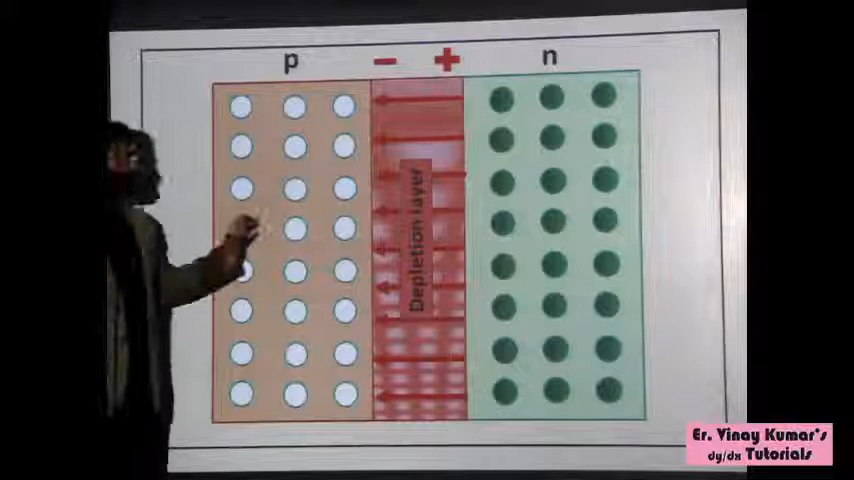 p - + n
Depletion layer
Er. Vinay Kumar's
dy/dx Tutorials